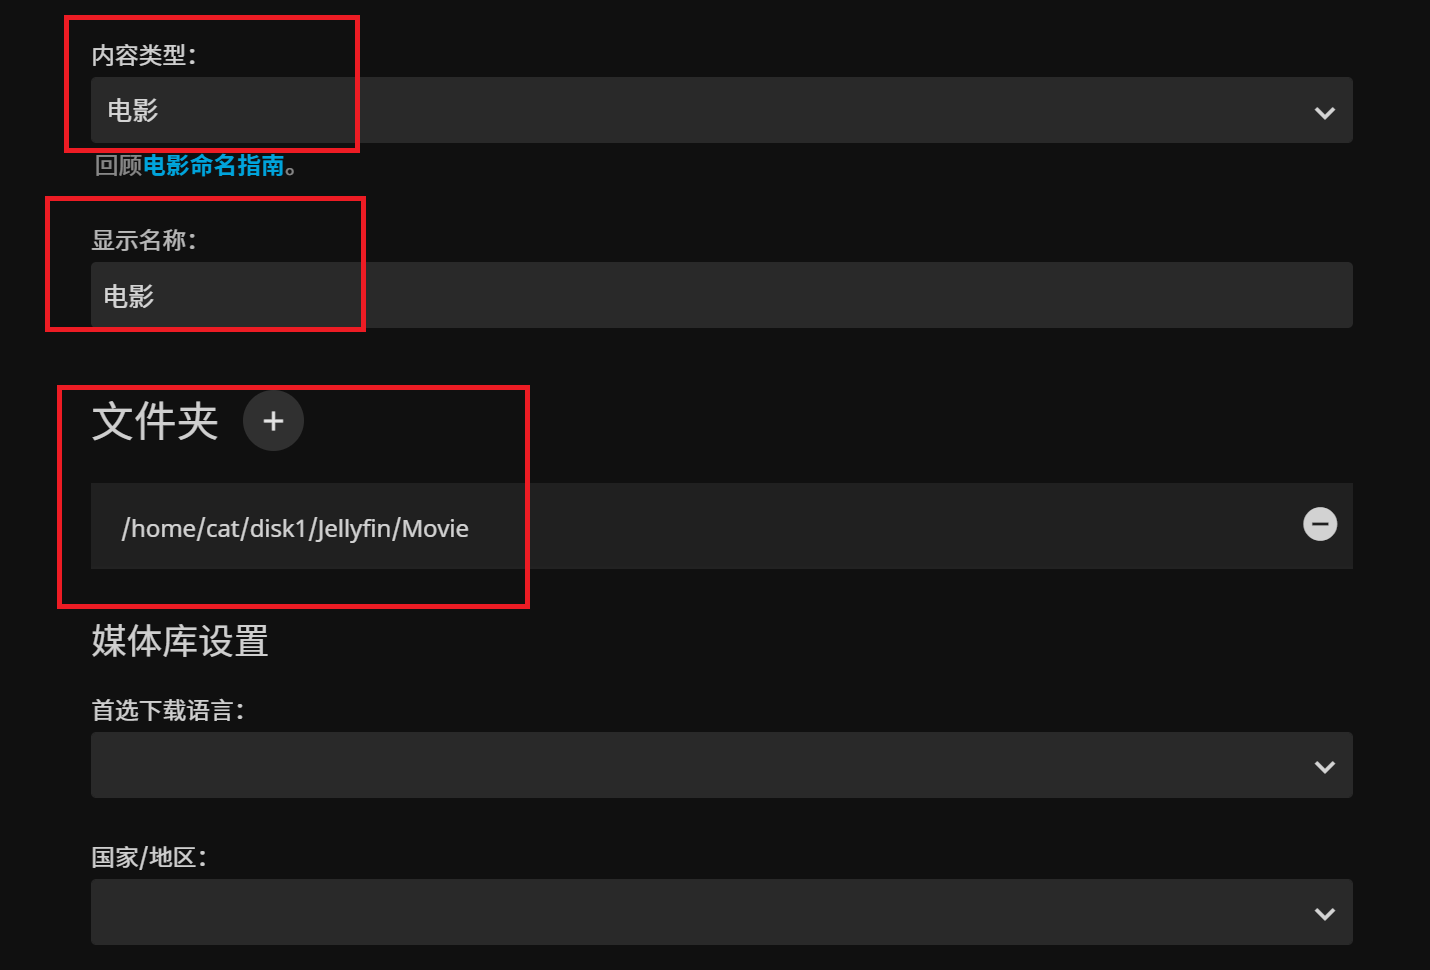 内容类型：
电影
回顾电影命名指南。
显示名称：
电影
文件夹
/home/cat/disk1/Jellyfin/Movie
媒体库设置
首选下载语言：
国家/地区：